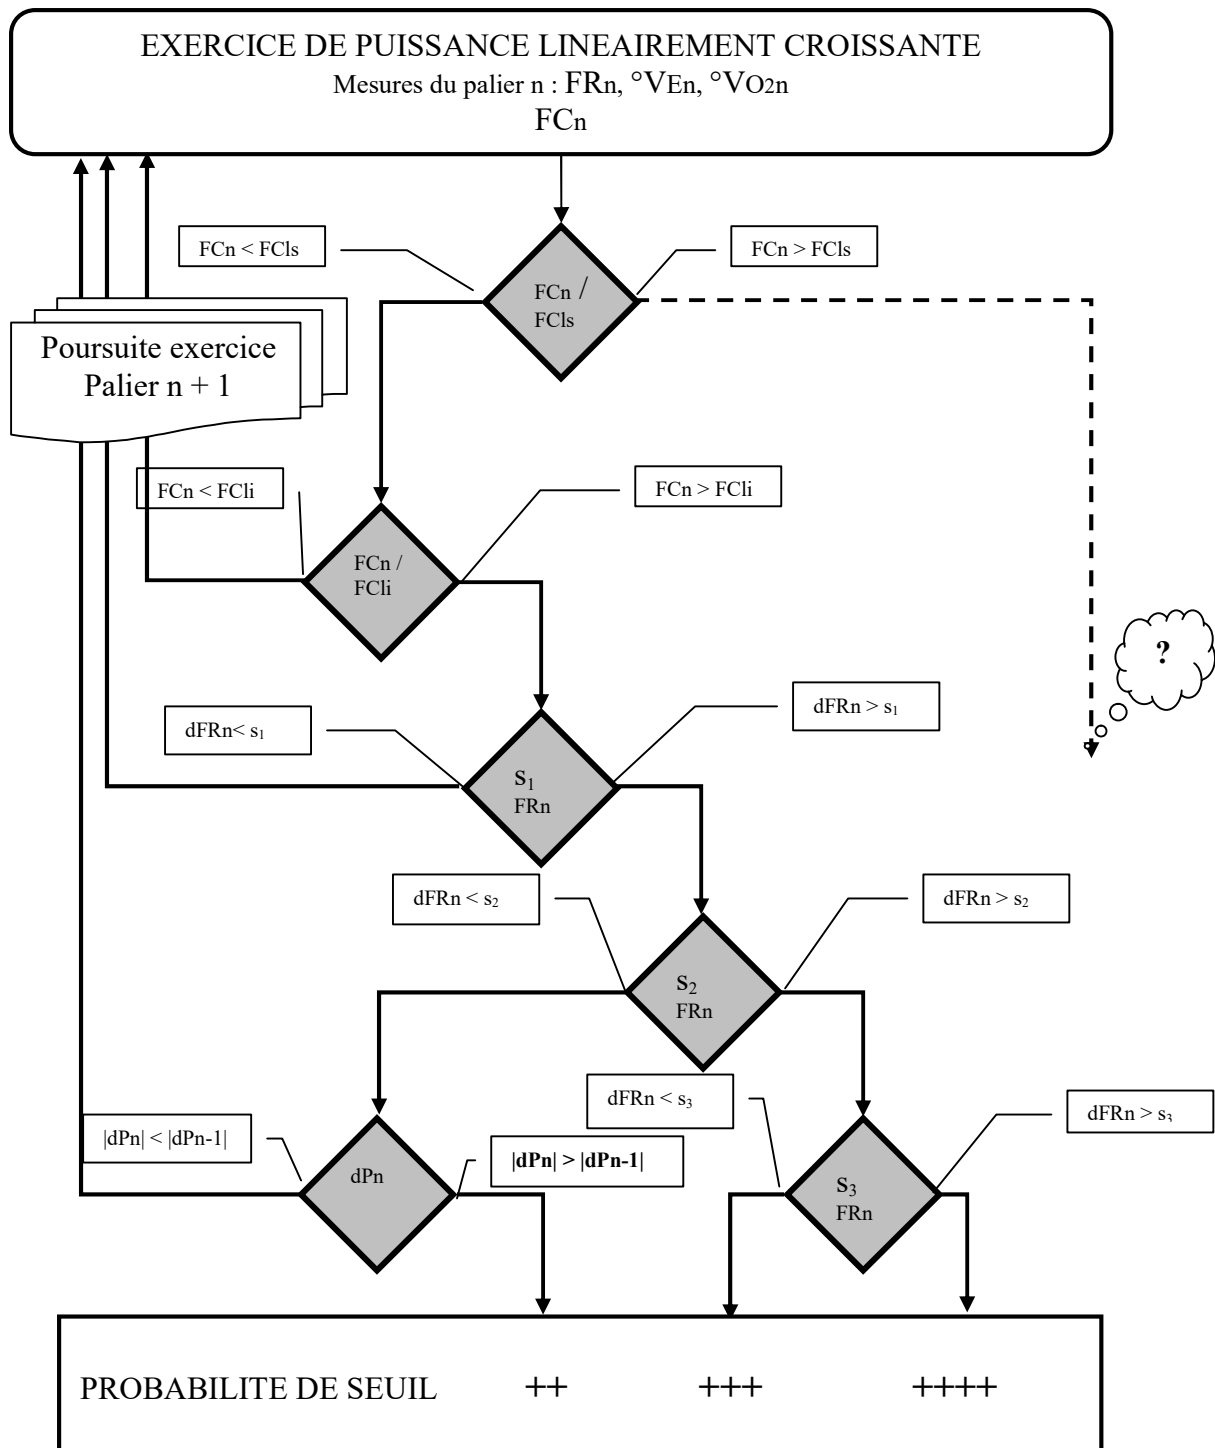 EXERCICE DE PUISSANCE LINEAIREMENT CROISSANTE
Mesures du palier n : FRn, °VEn, °VO2n
FCn
FCn < FCls
FCn > FCls
FCn /
FCls
Poursuite exercice
Palier n + 1
FCn < FCli
FCn > FCli
FCn /
FCli
dFRn< s₁
dFRn > s₁
s₁
FRn
dFRn < s₂
dFRn > s₂
s₂
FRn
?
dFRn < s₃
dFRn > s₃
|dPn| < |dPn-1|
|dPn| > |dPn-1|
dPn
s₃
FRn
PROBABILITE DE SEUIL ++ +++ ++++